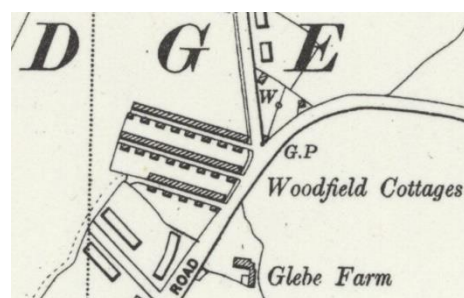 D G E
W
G.P
Woodfield Cottages
ROAD
Glebe Farm